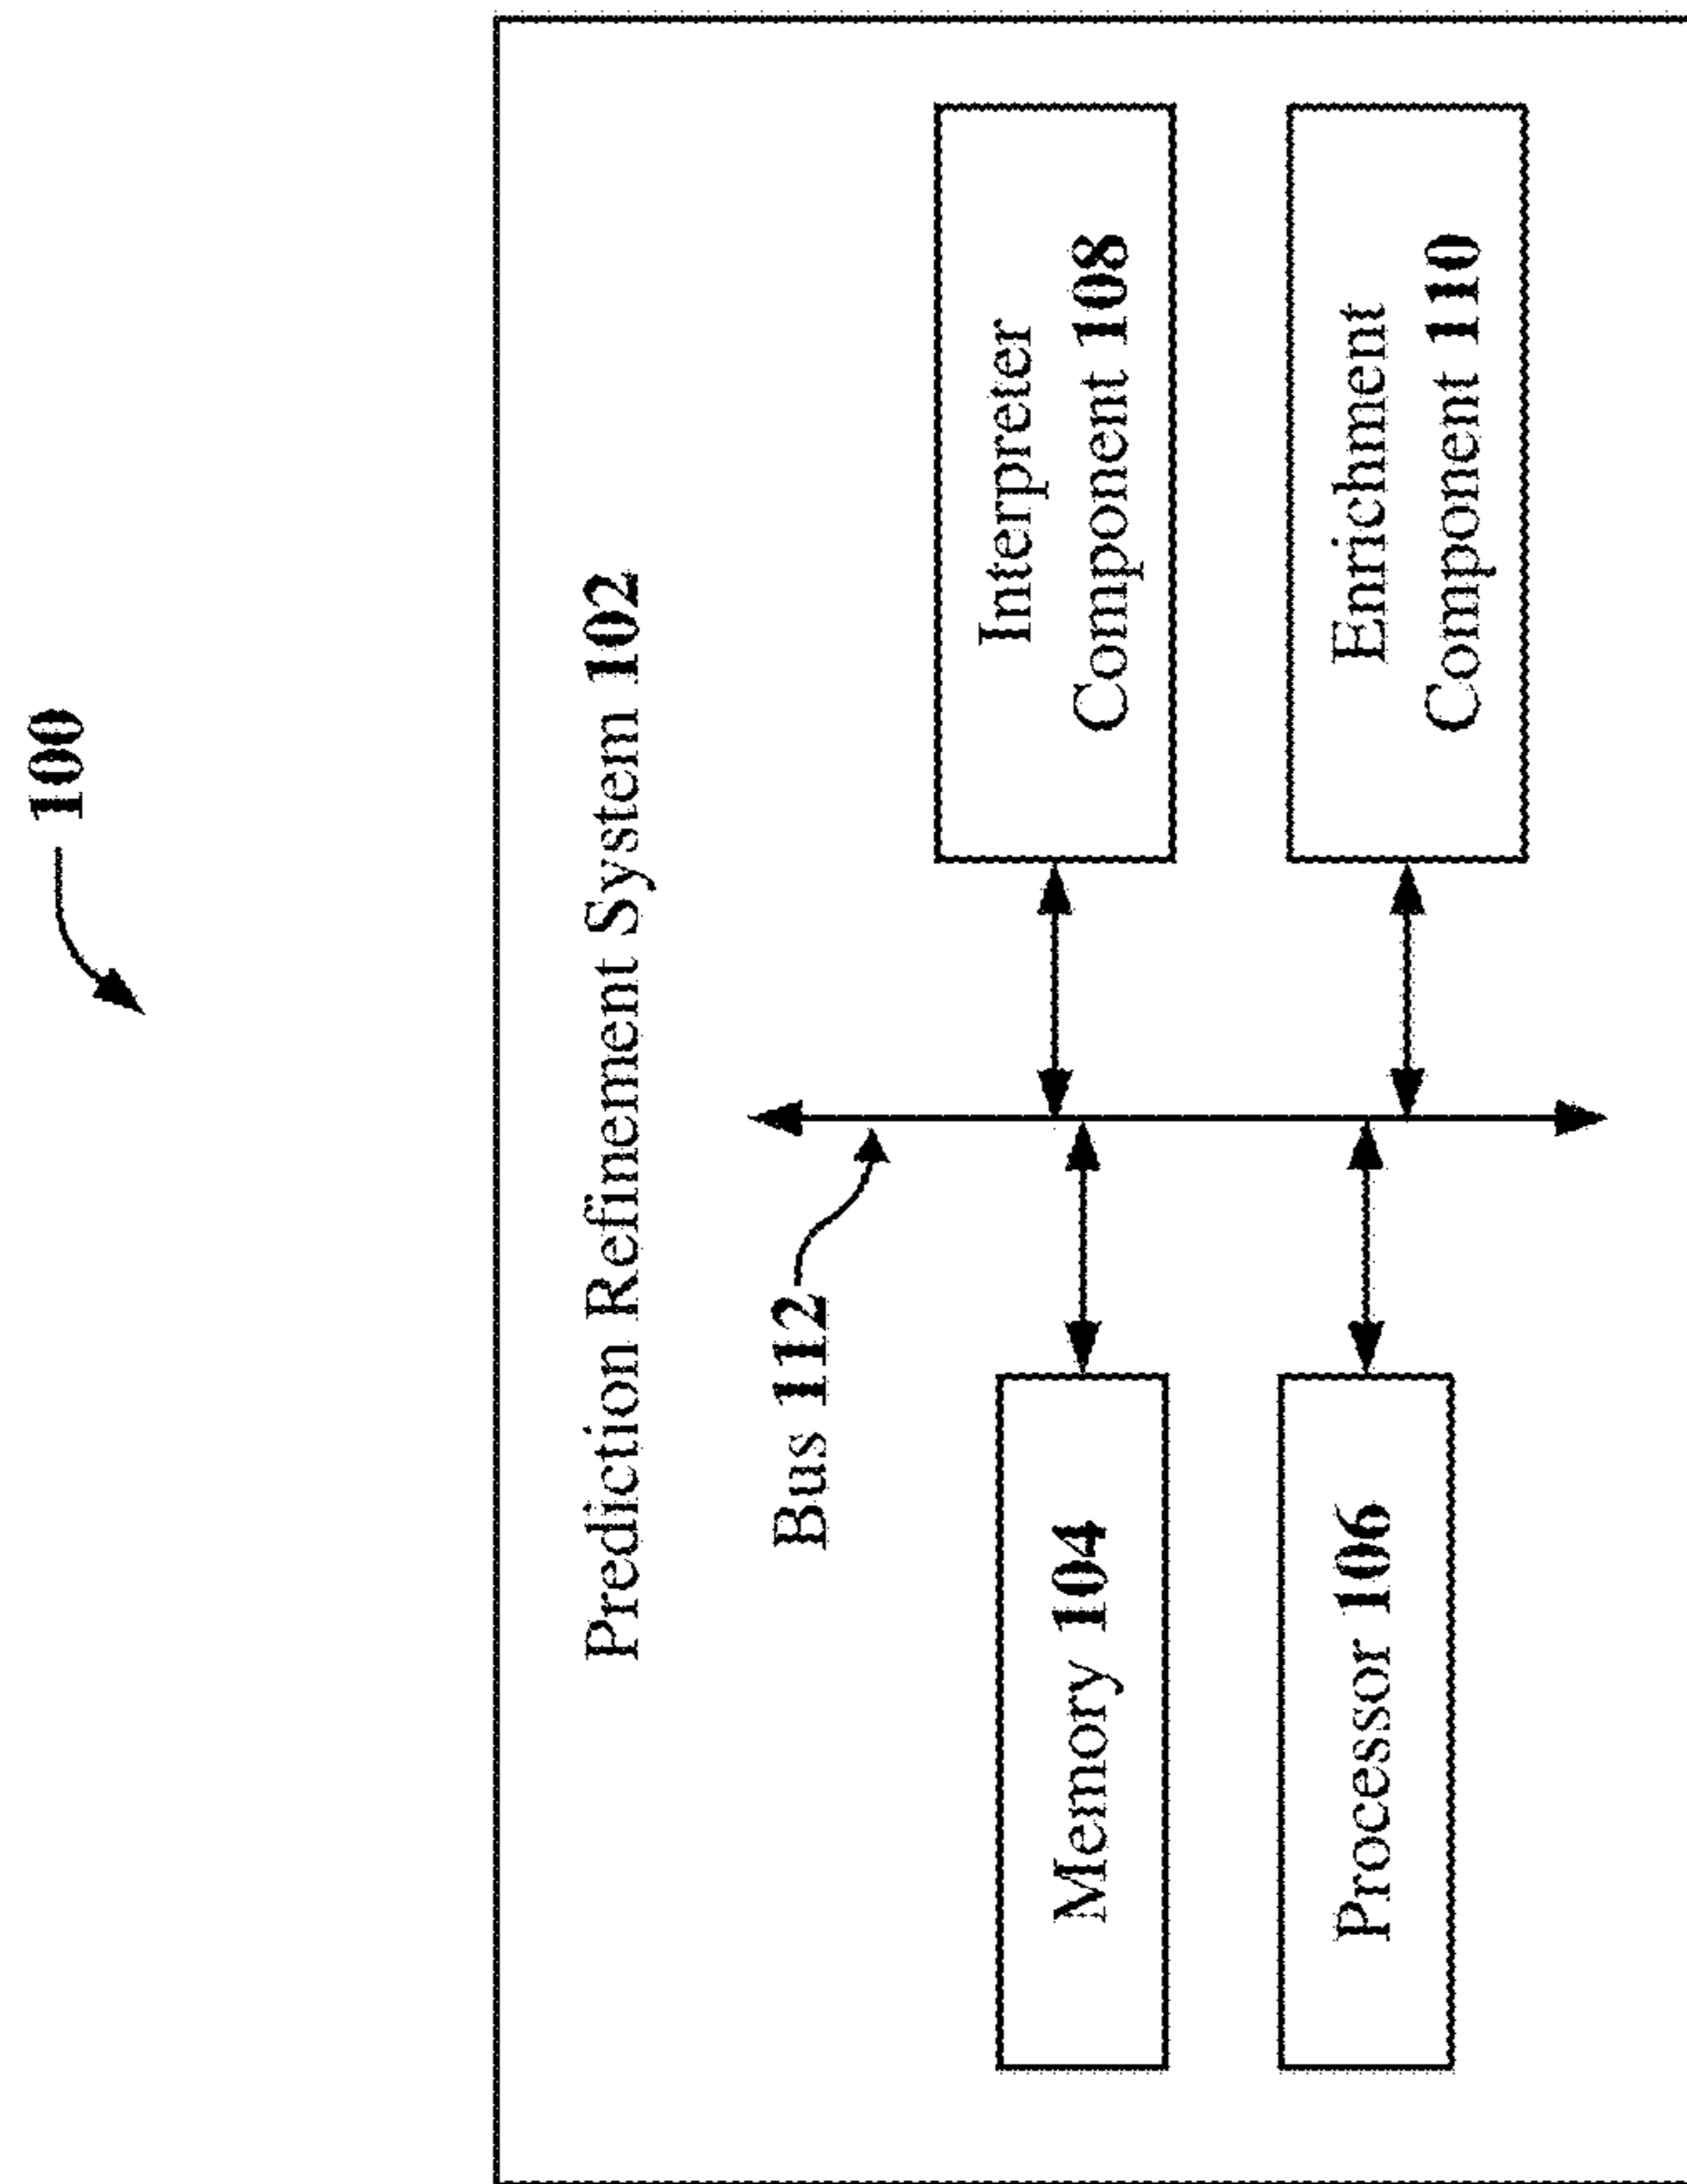 100
Prediction Refinement System 102
Bus 112
Memory 104
Interpreter
Component 108
Processor 106
Enrichment
Component 110